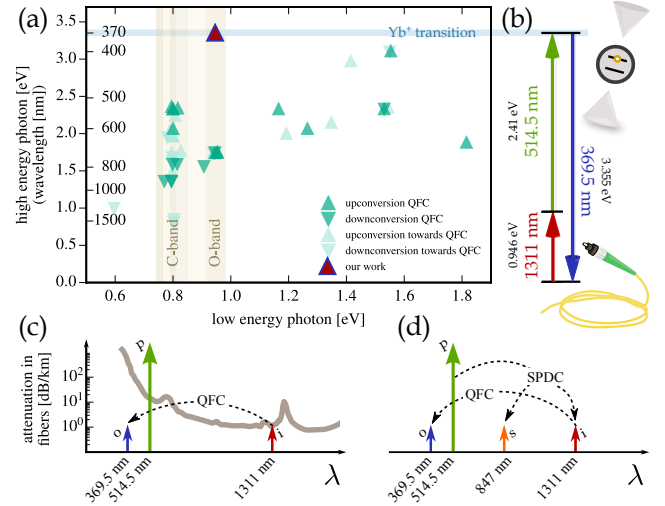 (a)
high energy photon [eV]
(wavelength [nm])
3.5
3.0
2.5
2.0
1.5
1.0
0.5
0.0
370
400
500
600
800
1000
1500
Yb⁺ transition
C-band
O-band
upconversion QFC
downconversion QFC
upconversion towards QFC
downconversion towards QFC
our work
0.6
0.8
1.0
1.2
1.4
1.6
1.8
low energy photon [eV]
(b)
2.41 eV
514.5 nm
369.5 nm
3.355 eV
0.946 eV
1311 nm
(c)
attenuation in
fibers [dB/km]
10²
10¹
10⁰
p
QFC
o
i
369.5 nm
514.5 nm
1311 nm
λ
(d)
p
SPDC
QFC
o
s
i
369.5 nm
514.5 nm
847 nm
1311 nm
λ